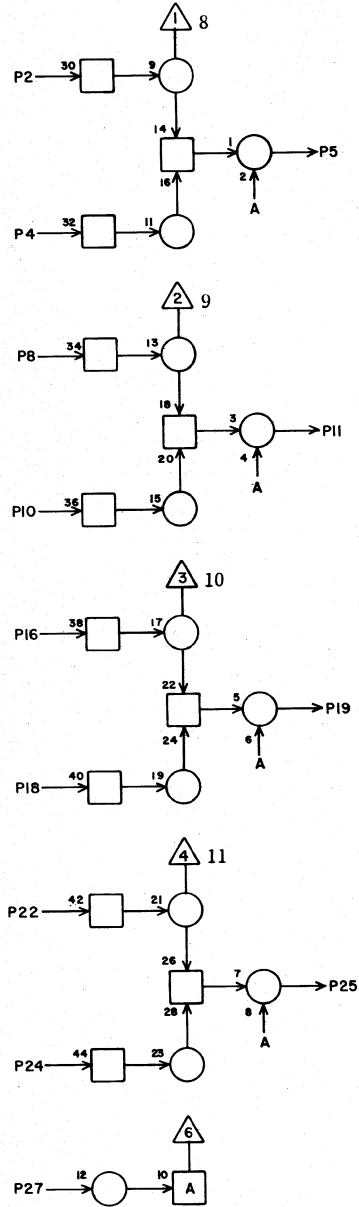 1 8
P2 30 9
14 1 P5
16 2
A
P4 32 11
2 9
P8 34 13
18 3 P11
20 4
A
P10 36 15
3 10
P16 38 17
22 5 P19
24 6
A
P18 40 19
4 11
P22 42 21
26 7 P25
28 8
A
P24 44 23
6
P27 12 10 A